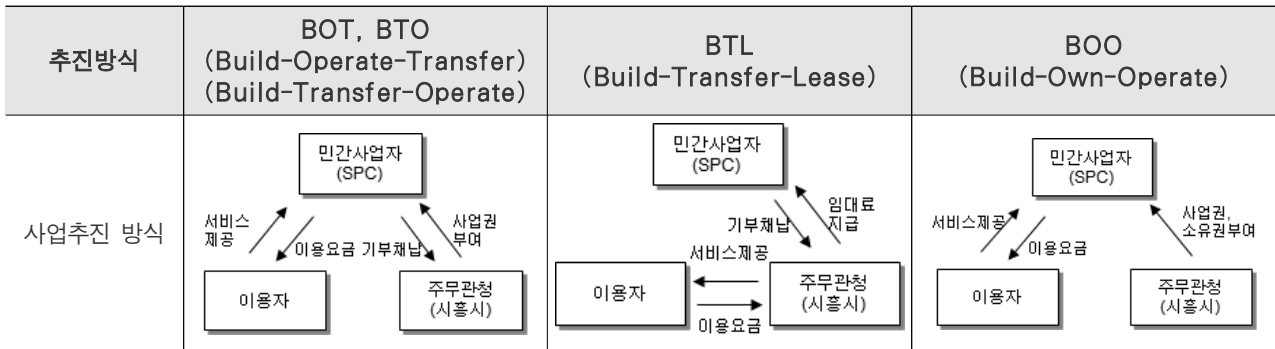 추진방식
BOT, BTO
(Build-Operate-Transfer)
(Build-Transfer-Operate)
BTL
(Build-Transfer-Lease)
BOO
(Build-Own-Operate)
사업추진 방식
민간사업자
(SPC)
서비스
제공
이용요금
기부채납
사업권
부여
이용자
주무관청
(시흥시)
민간사업자
(SPC)
기부채납
임대료
지급
서비스제공
이용요금
이용자
주무관청
(시흥시)
민간사업자
(SPC)
서비스제공
이용요금
사업권,
소유권부여
이용자
주무관청
(시흥시)